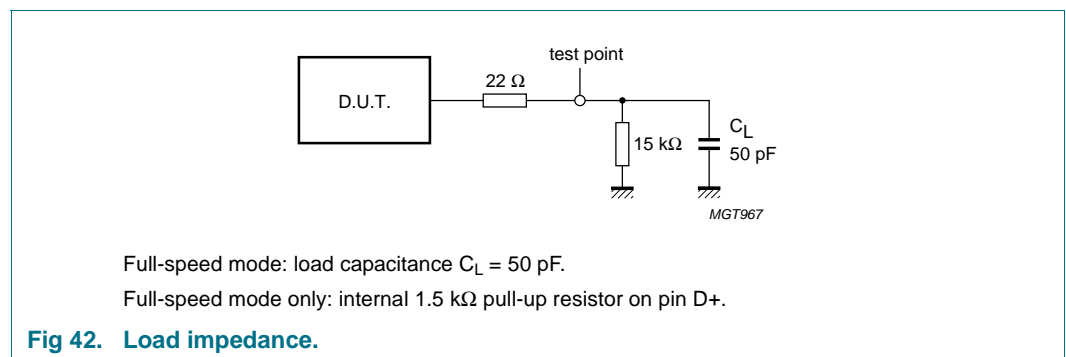 test point
22 Ω
D.U.T.
15 kΩ
CL
50 pF
MGT967
Full-speed mode: load capacitance CL = 50 pF.
Full-speed mode only: internal 1.5 kΩ pull-up resistor on pin D+.
Fig 42. Load impedance.